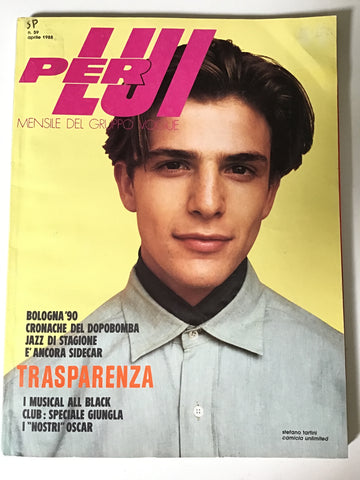 SP
n. 59
aprile 1988
PER
LUI
MENSILE DEL GRUPPO VOGUE
BOLOGNA '90
CRONACHE DEL DOPOBOMBA
JAZZ DI STAGIONE
E' ANCORA SIDECAR
TRASPARENZA
I MUSICAL ALL BLACK
CLUB: SPECIALE GIUNGLA
I "NOSTRI" OSCAR
stefano tartini
camicia unlimited